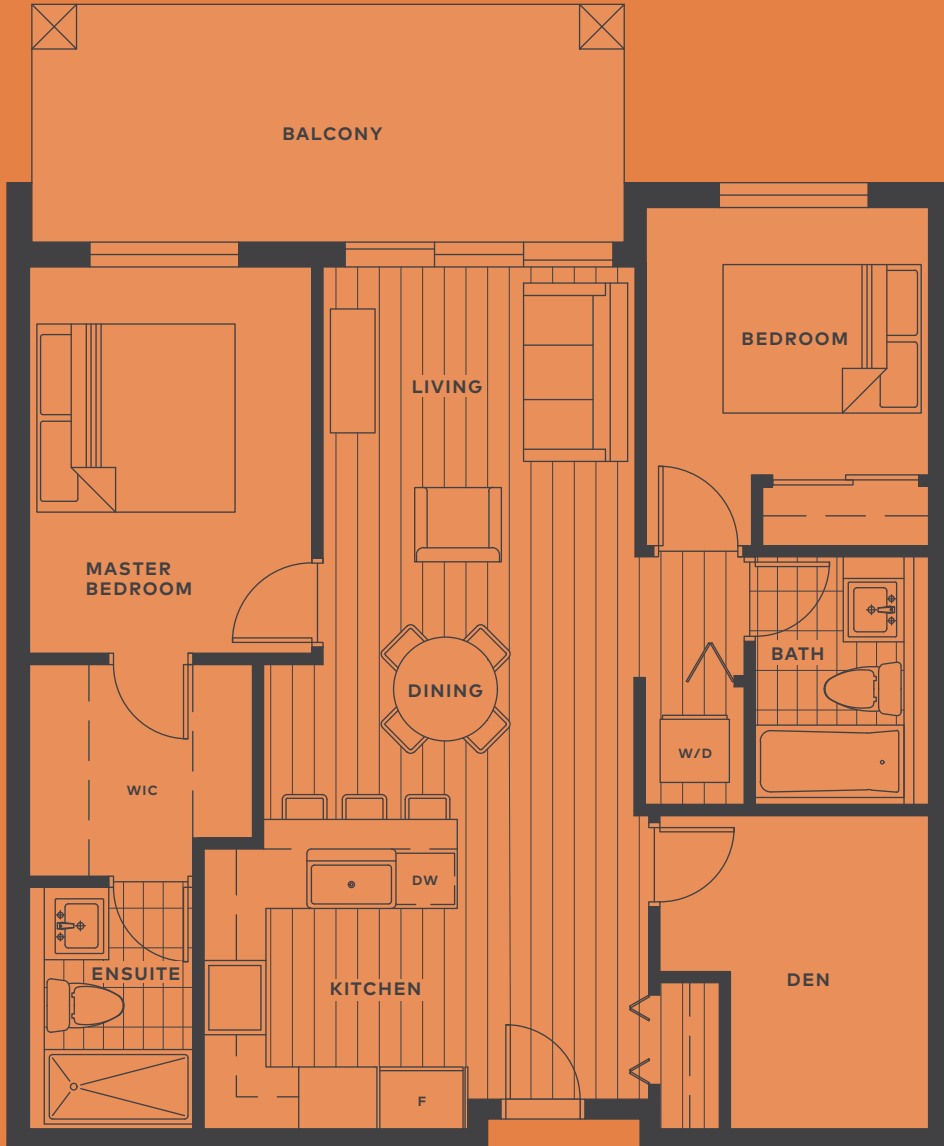 BALCONY
BEDROOM
LIVING
MASTER
BEDROOM
BATH
DINING
W/D
WIC
DW
ENSUITE
KITCHEN
DEN
F